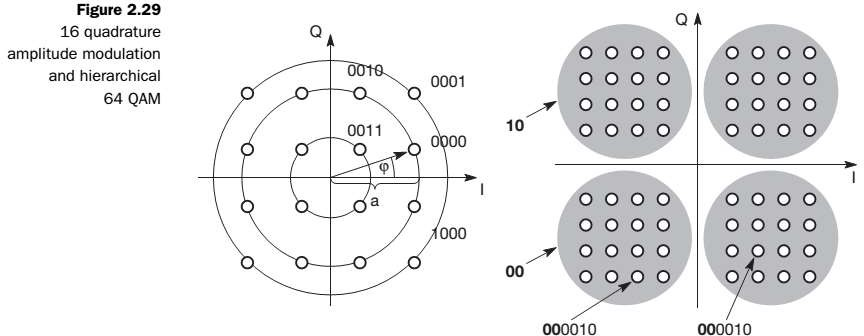 Figure 2.29
16 quadrature
amplitude modulation
and hierarchical
64 QAM
Q
0010
0001
0011
0000
φ
I
a
1000
Q
10
I
00
000010
000010